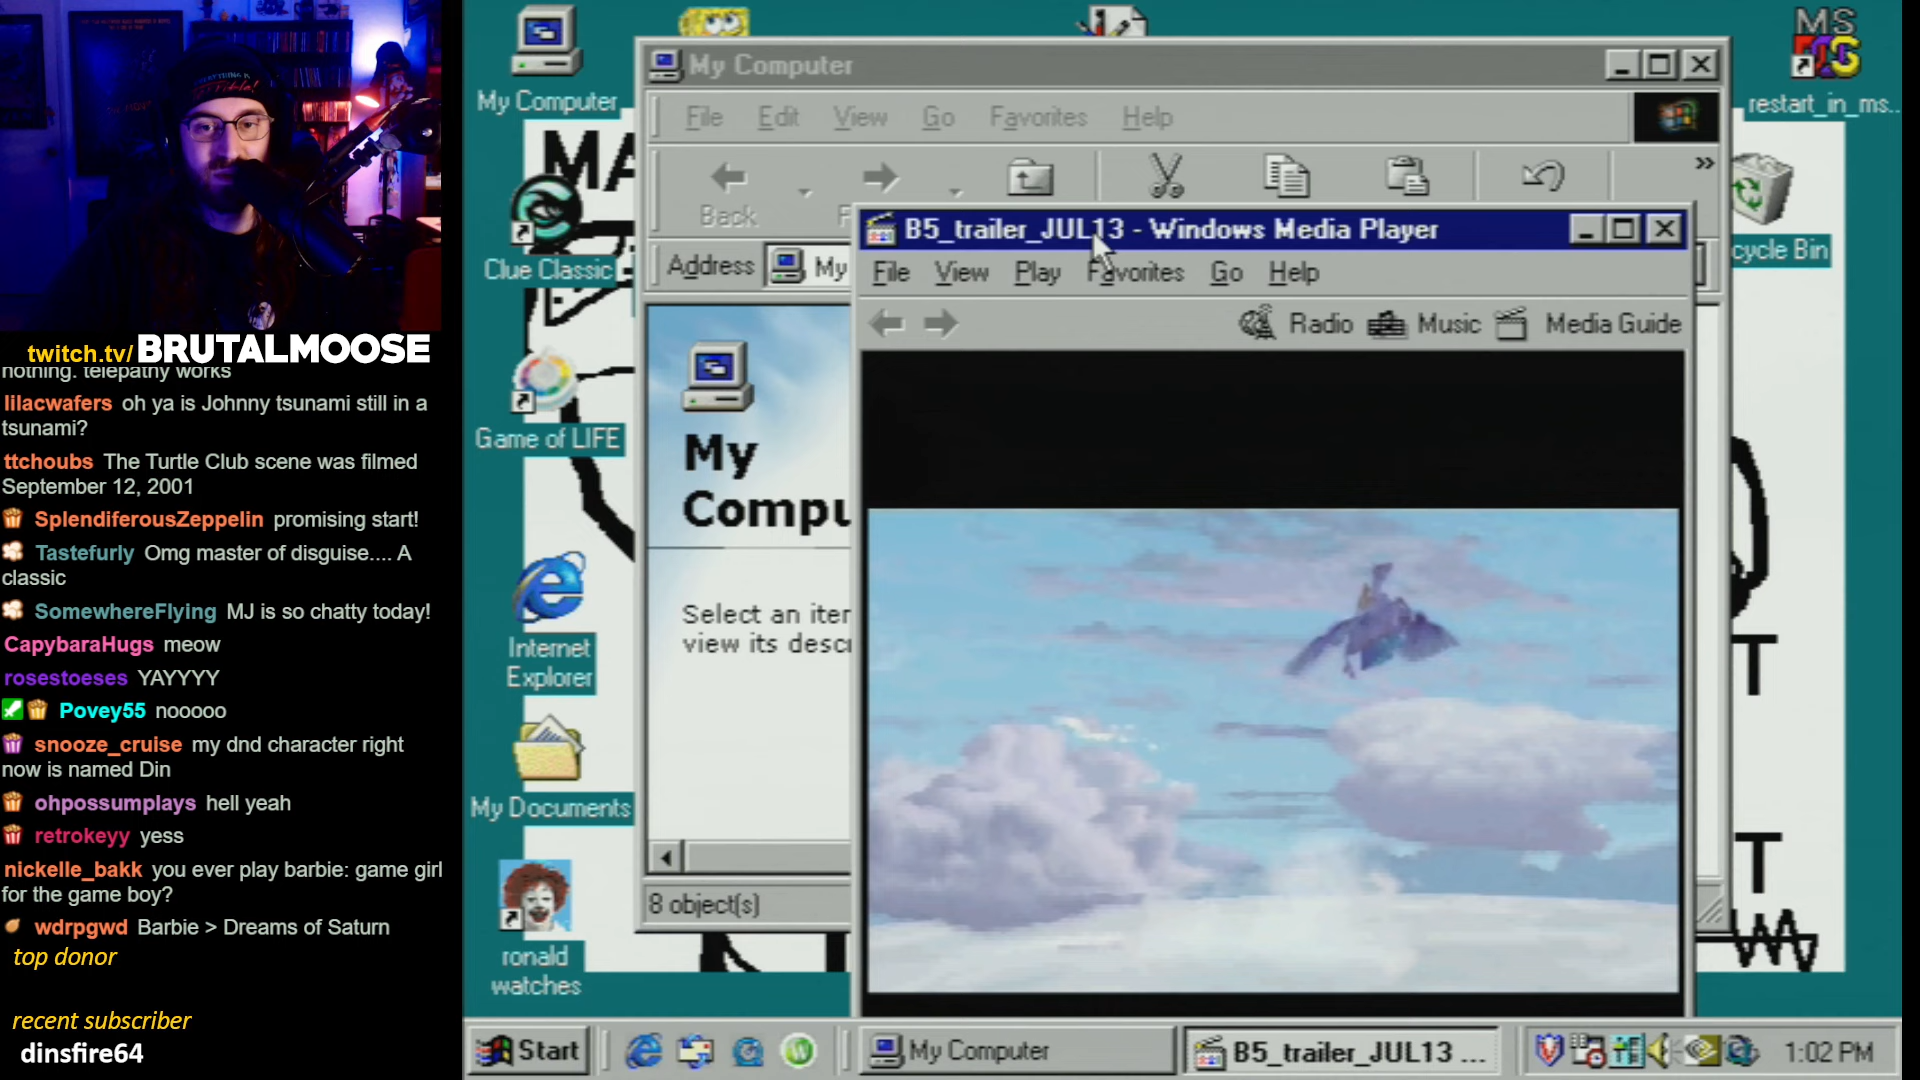 twitch.tv/BRUTALMOOSE
nothing. telepathy works
lilacwafers oh ya is Johnny tsunami still in a
tsunami?
ttchoubs The Turtle Club scene was filmed
September 12, 2001
SplendiferousZeppelin promising start!
Tastefurly Omg master of disguise.... A
classic
SomewhereFlying MJ is so chatty today!
CapybaraHugs meow
rosestoeses YAYYYY
Povey55 nooooo
snooze_cruise my dnd character right
now is named Din
ohpossumplays hell yeah
retrokeyy yess
nickelle_bakk you ever play barbie: game girl
for the game boy?
wdrpgwd Barbie > Dreams of Saturn
top donor
recent subscriber
dinsfire64
My Computer
Clue Classic
Game of LIFE
Internet
Explorer
My Documents
ronald
watches
MA
My Computer
File Edit View Go Favorites Help
Back
Address My
My
Compu
Select an iter
view its descr
8 object(s)
B5_trailer_JUL13 - Windows Media Player
File View Play Favorites Go Help
Radio Music Media Guide
MS
restart_in_ms...
cycle Bin
T
T
Start
My Computer
B5_trailer_JUL13 ...
1:02 PM